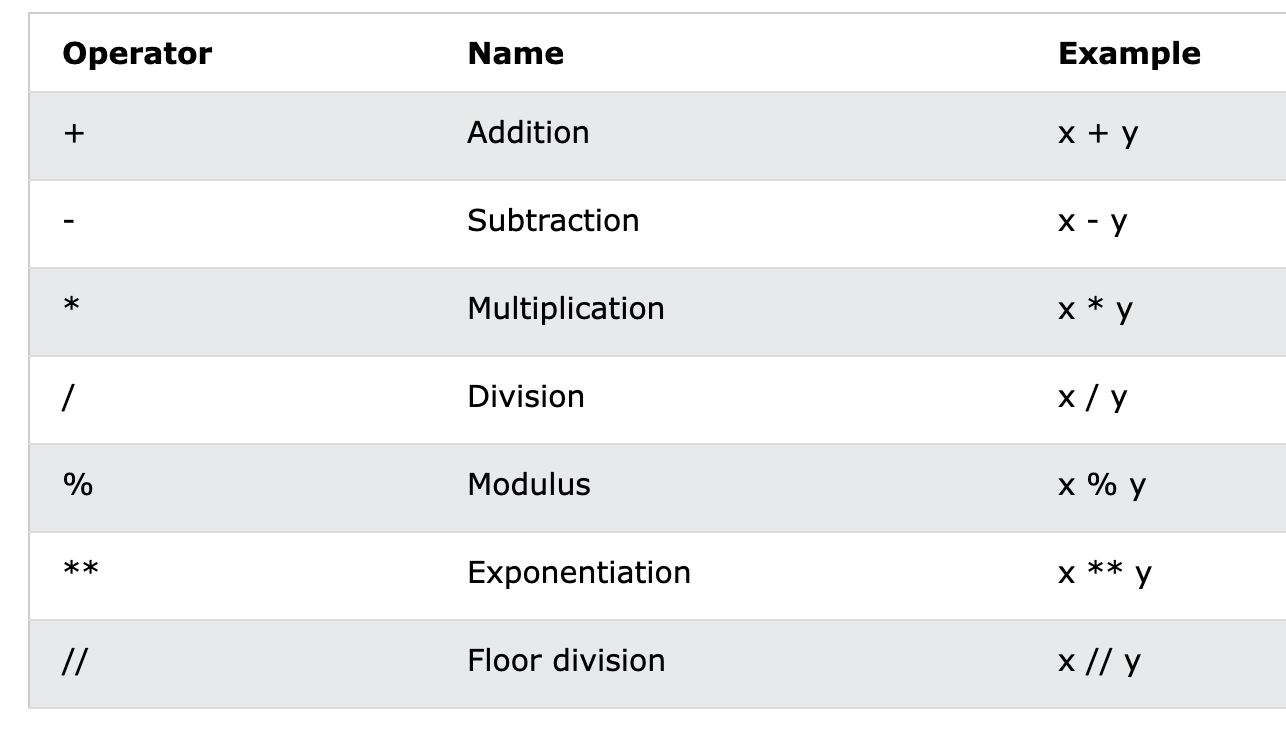 Operator Name Example
+ Addition x + y
- Subtraction x - y
* Multiplication x * y
/ Division x / y
% Modulus x % y
** Exponentiation x ** y
// Floor division x // y